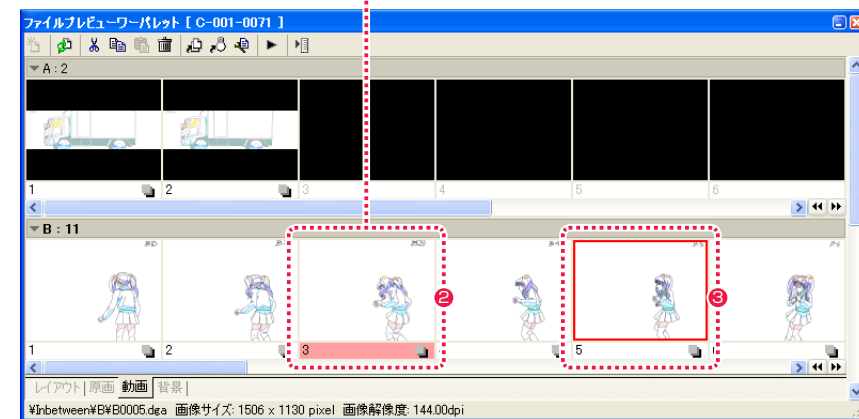 ファイルプレビューワーパレット [ C-001-0071 ]
A : 2
1 2 3 4 5 6
B : 11
❷ ❸
1 2 3 5
レイアウト 原画 動画 背景
¥Inbetween¥B¥B0005.dga 画像サイズ: 1506 x 1130 pixel 画像解像度: 144.00dpi